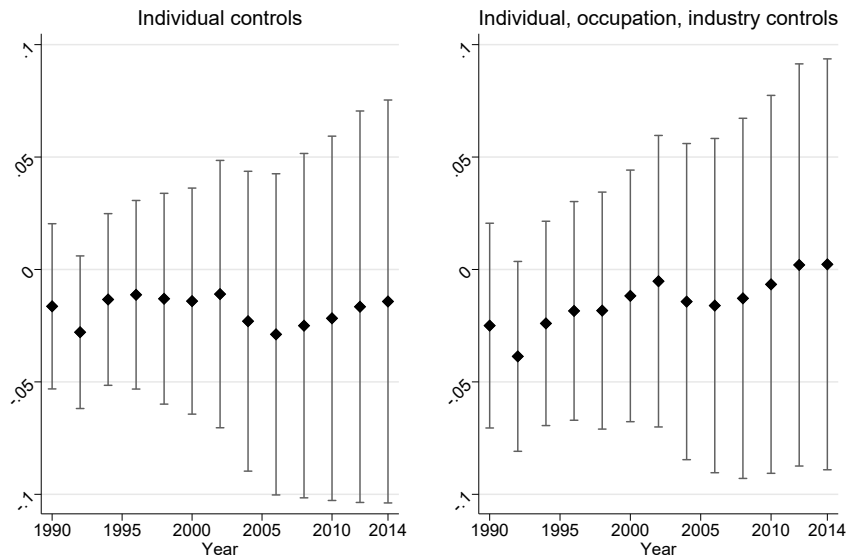 Individual controls
.1
.05
0
-.05
-.1
1990 1995 2000 2005 2010 2014
Year
Individual, occupation, industry controls
.1
.05
0
-.05
-.1
1990 1995 2000 2005 2010 2014
Year